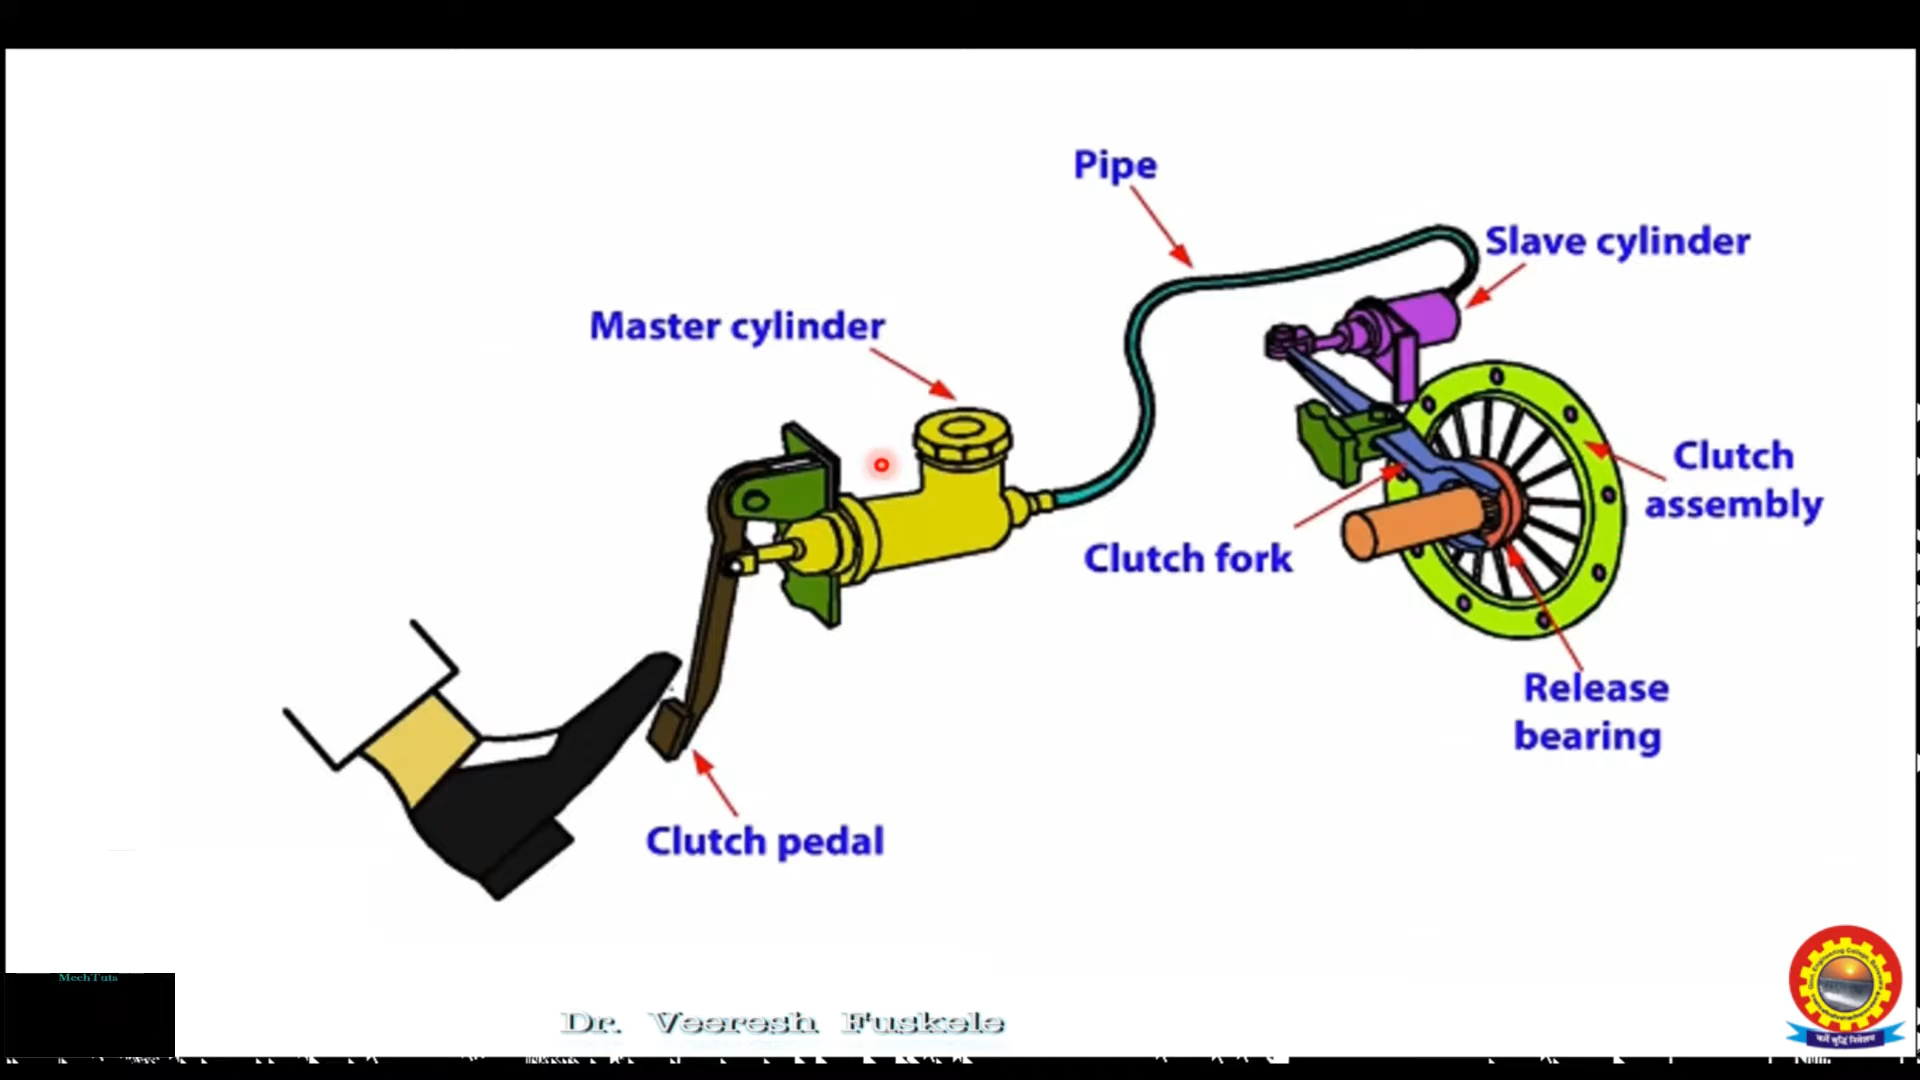 Pipe
Slave cylinder
Master cylinder
Clutch
assembly
Clutch fork
Release
bearing
Clutch pedal
MechTuts
Dr. Veeresh Fuskele